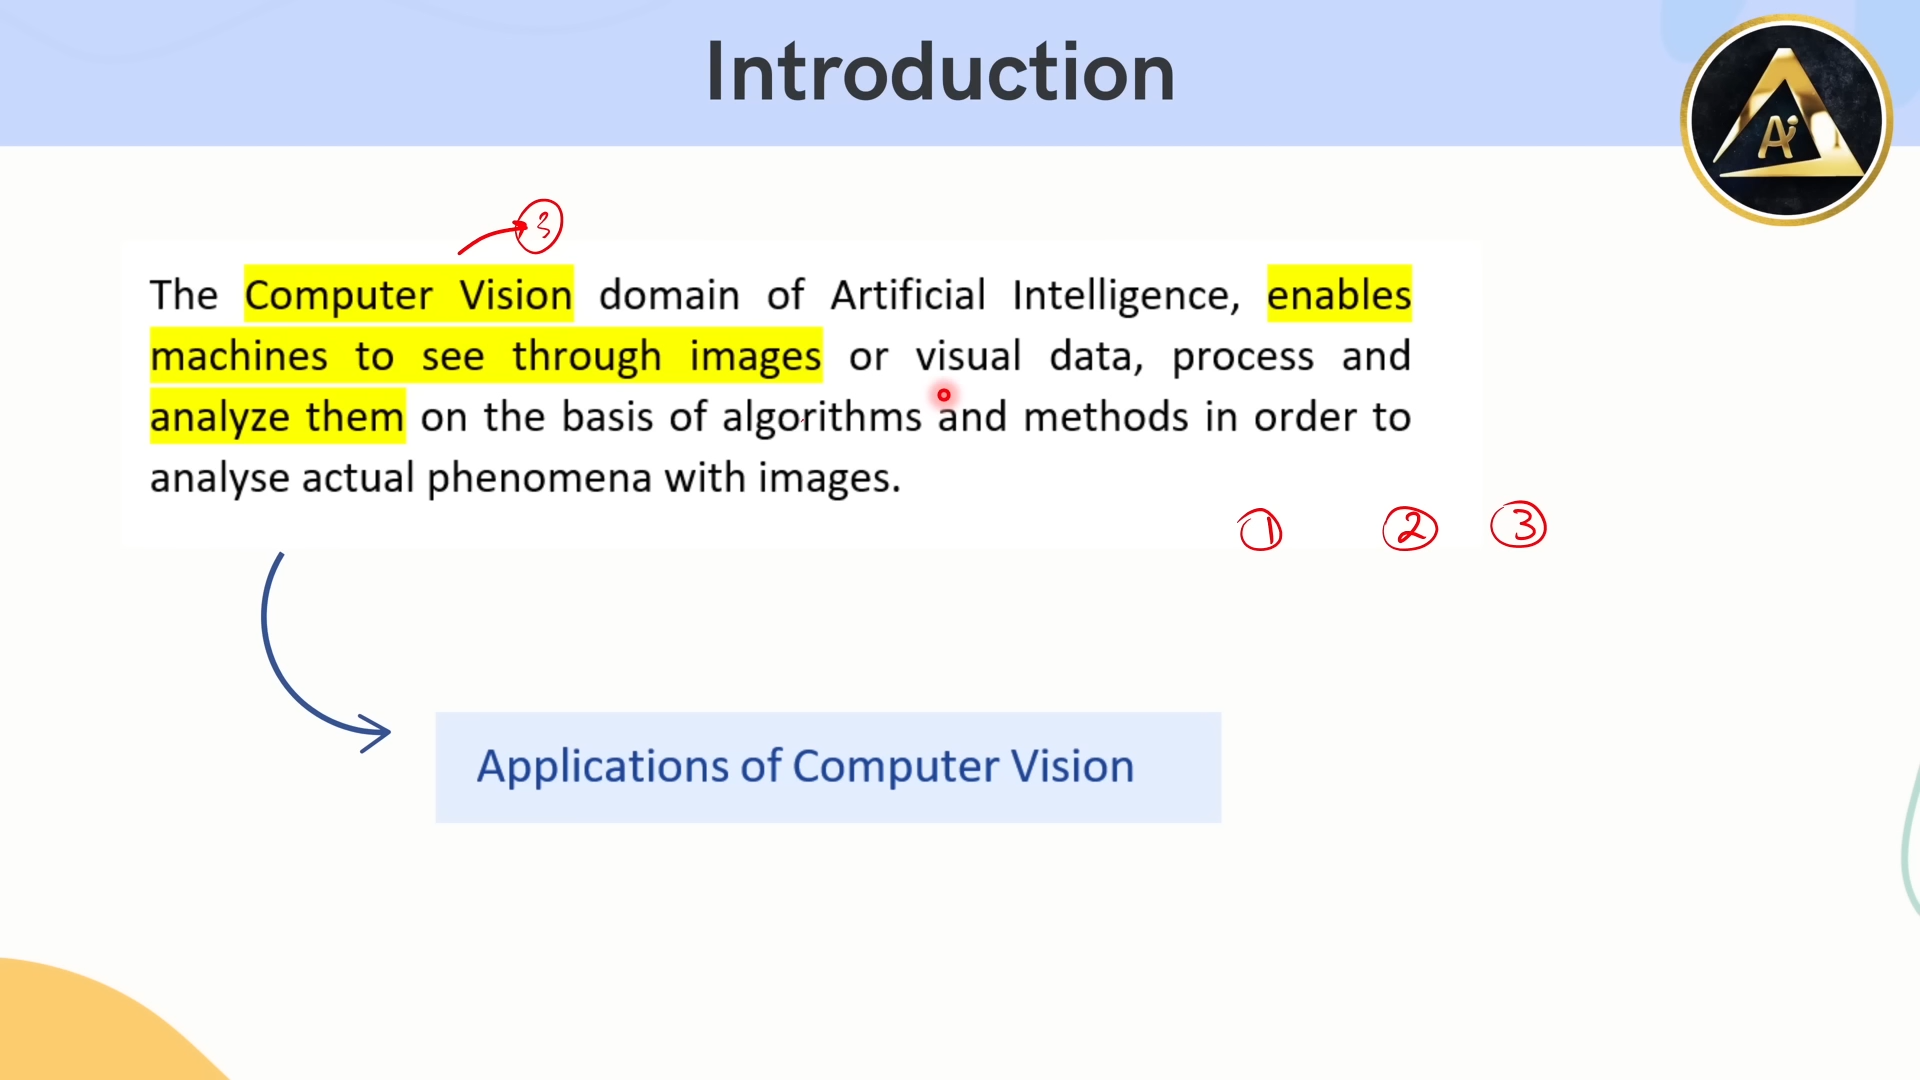 Introduction
Ai
3
The Computer Vision domain of Artificial Intelligence, enables
machines to see through images or visual data, process and
analyze them on the basis of algorithms and methods in order to
analyse actual phenomena with images.
1 2 3
Applications of Computer Vision